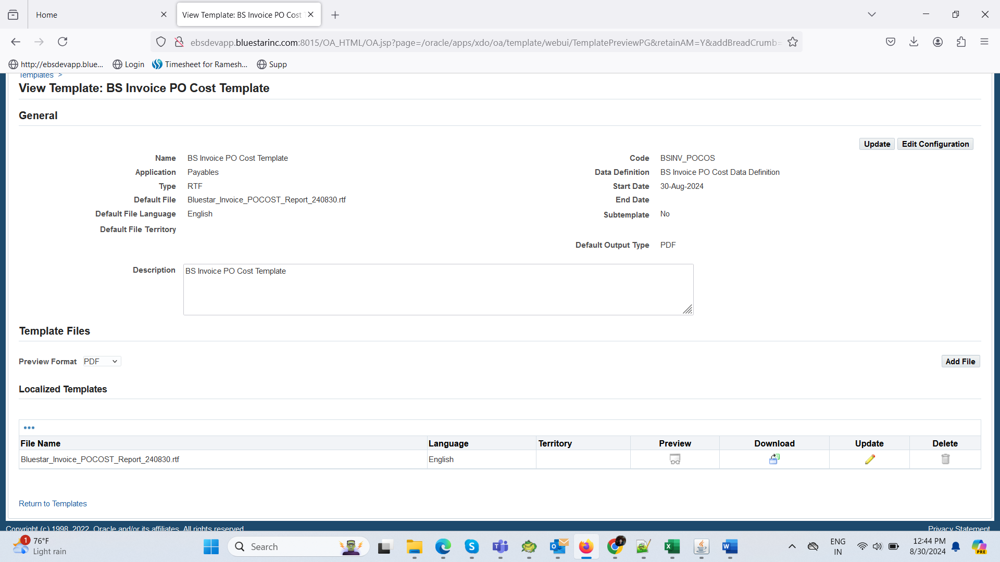 Home
View Template: BS Invoice PO Cost
ebsdevapp.bluestarinc.com:8015/OA_HTML/OA.jsp?page=/oracle/apps/xdo/oa/template/webui/TemplatePreviewPG&retainAM=Y&addBreadCrumb=
http://ebsdevapp.blue... Login Timesheet for Ramesh... Supp
Templates >
View Template: BS Invoice PO Cost Template
General
Update Edit Configuration
Name BS Invoice PO Cost Template Code BSINV_POCOS
Application Payables Data Definition BS Invoice PO Cost Data Definition
Type RTF Start Date 30-Aug-2024
Default File Bluestar_Invoice_POCOST_Report_240830.rtf End Date
Default File Language English Subtemplate No
Default File Territory
Default Output Type PDF
Description BS Invoice PO Cost Template
Template Files
Preview Format PDF Add File
Localized Templates
File Name Language Territory Preview Download Update Delete
Bluestar_Invoice_POCOST_Report_240830.rtf English
Return to Templates
Copyright (c) 1998, 2022, Oracle and/or its affiliates. All rights reserved. Privacy Statement
1 76°F
Light rain
Search
ENG
IN
12:44 PM
8/30/2024
PRE